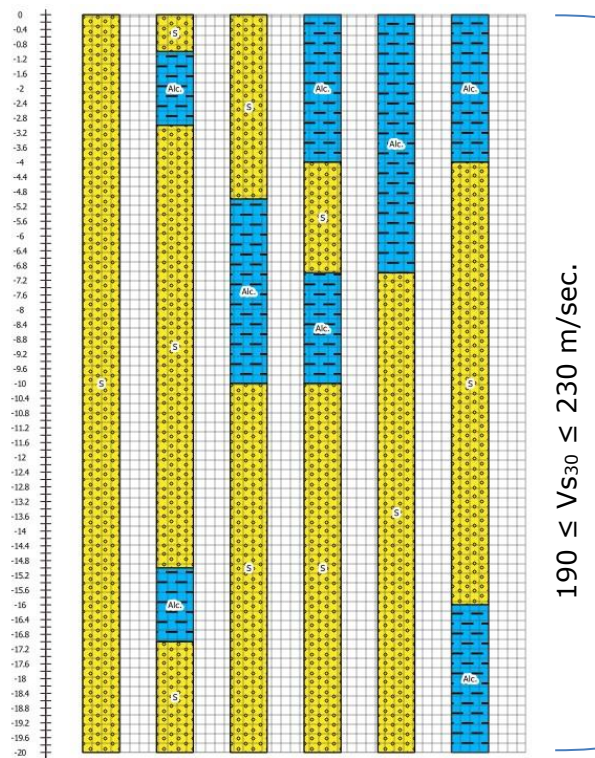 0
-0.4
-0.8
-1.2
-1.6
-2
-2.4
-2.8
-3.2
-3.6
-4
-4.4
-4.8
-5.2
-5.6
-6
-6.4
-6.8
-7.2
-7.6
-8
-8.4
-8.8
-9.2
-9.6
-10
-10.4
-10.8
-11.2
-11.6
-12
-12.4
-12.8
-13.2
-13.6
-14
-14.4
-14.8
-15.2
-15.6
-16
-16.4
-16.8
-17.2
-17.6
-18
-18.4
-18.8
-19.2
-19.6
-20
S
S
Alc.
S
Alc.
S
S
Alc.
S
Alc.
S
Alc.
S
Alc.
S
Alc.
S
Alc.
190 ≤ Vs30 ≤ 230 m/sec.